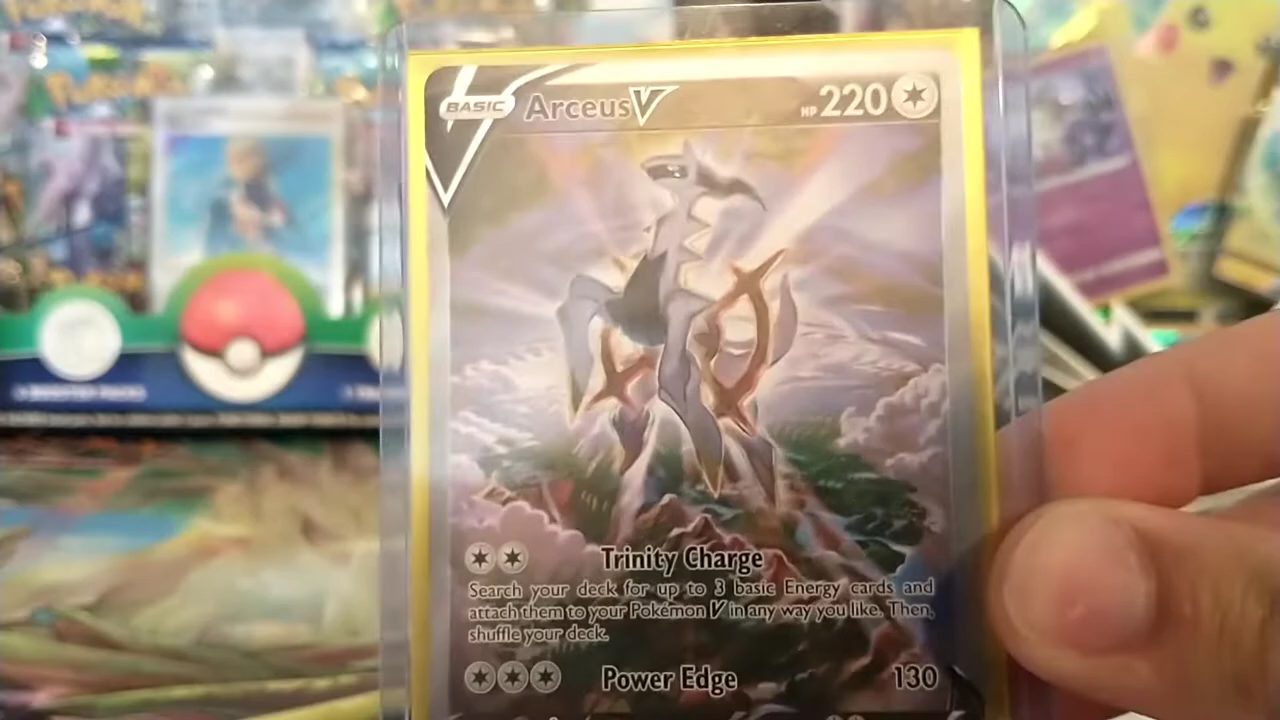 Pokémon
BASIC Arceus V HP 220
Trinity Charge
Search your deck for up to 3 basic Energy cards and
attach them to your Pokémon V in any way you like. Then,
shuffle your deck.
Power Edge 130